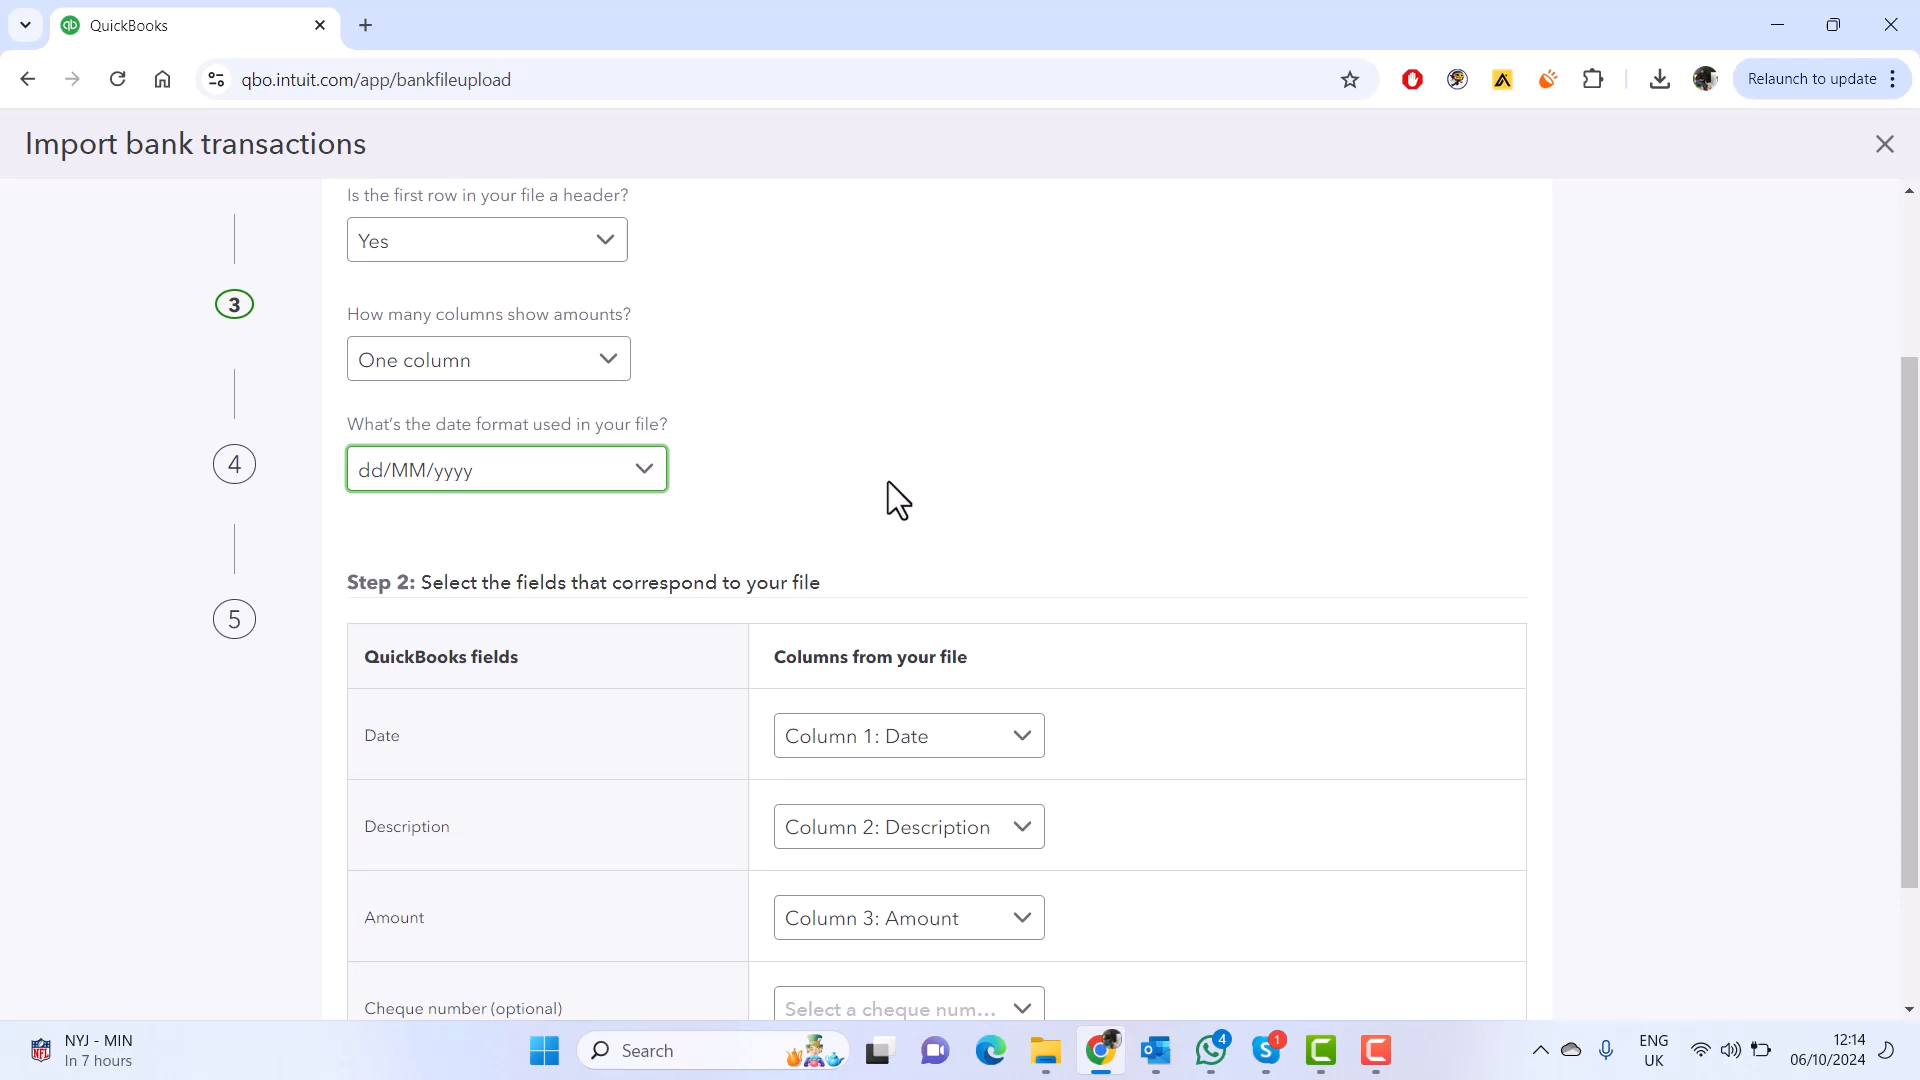 QuickBooks
qbo.intuit.com/app/bankfileupload
Relaunch to update
Import bank transactions
Is the first row in your file a header?
Yes
3
How many columns show amounts?
One column
What's the date format used in your file?
dd/MM/yyyy
4
Step 2: Select the fields that correspond to your file
5
QuickBooks fields
Columns from your file
Date
Column 1: Date
Description
Column 2: Description
Amount
Column 3: Amount
Cheque number (optional)
Select a cheque num...
NYJ - MIN
In 7 hours
Search
4
1
ENG
UK
12:14
06/10/2024